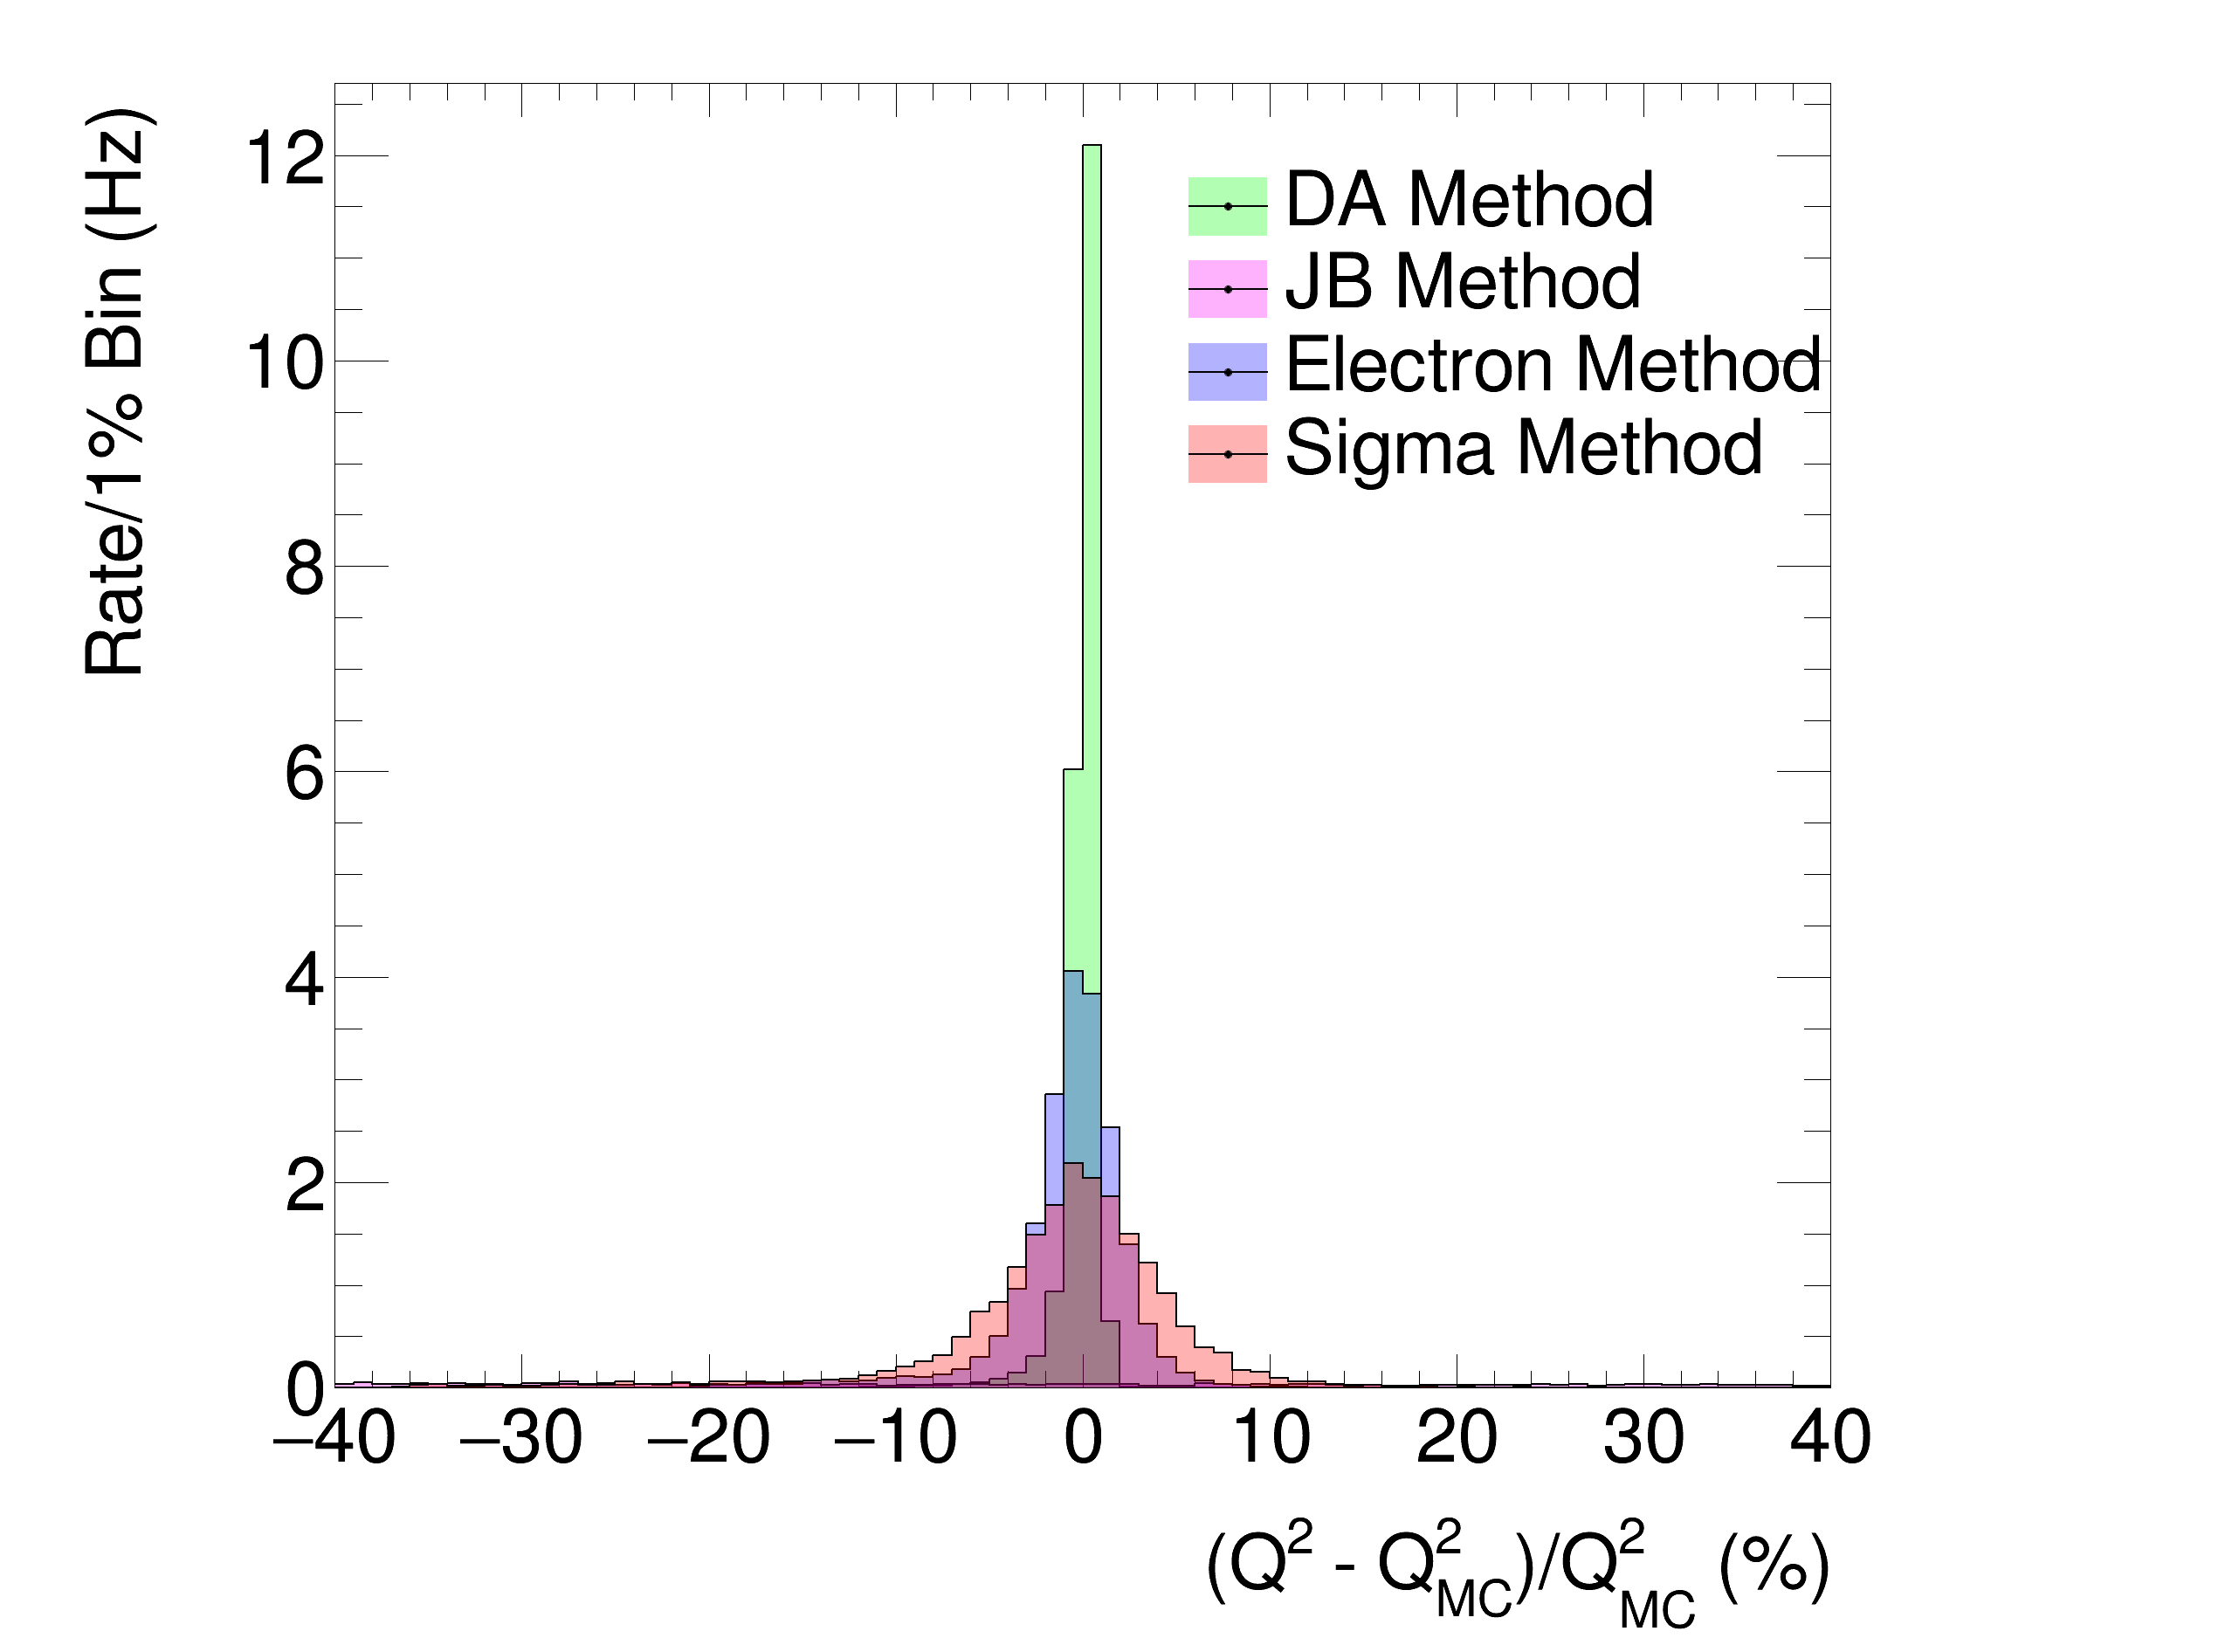 Rate/1% Bin (Hz)
12
10
8
6
4
2
0
DA Method
JB Method
Electron Method
Sigma Method
−40 −30 −20 −10 0 10 20 30 40
(Q² - Q²MC)/Q²MC (%)